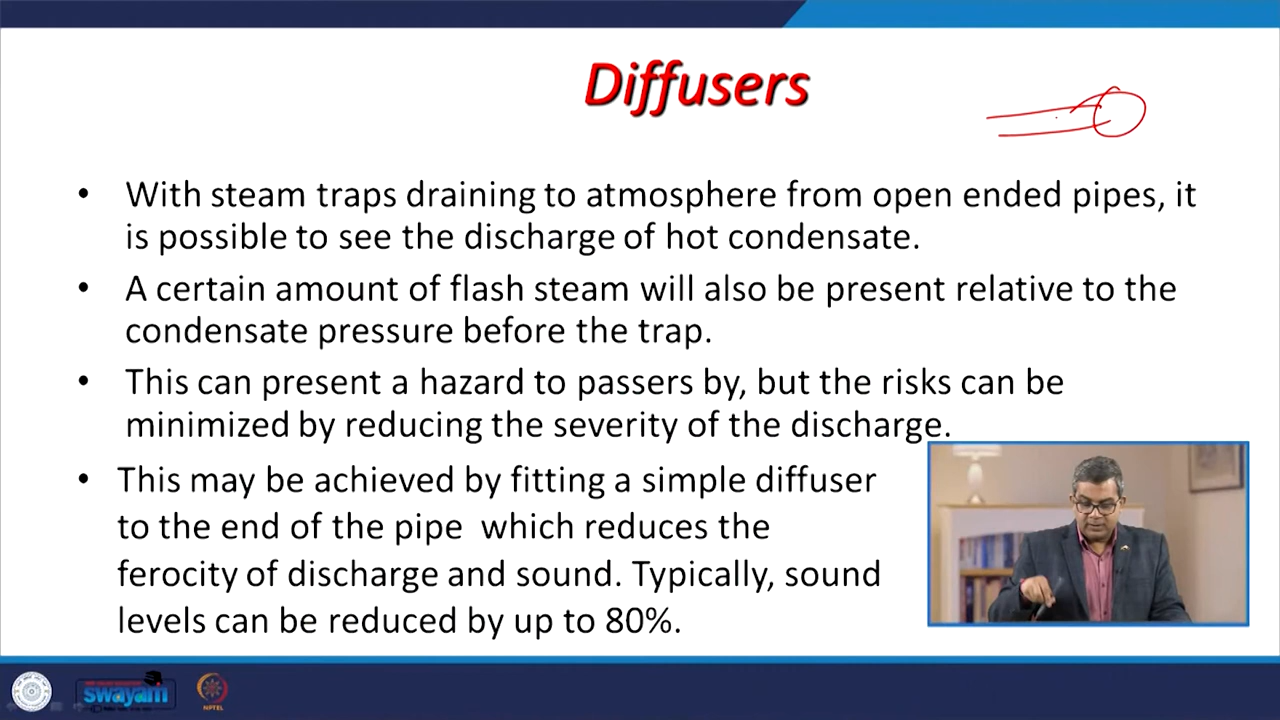 Diffusers
• With steam traps draining to atmosphere from open ended pipes, it
is possible to see the discharge of hot condensate.
• A certain amount of flash steam will also be present relative to the
condensate pressure before the trap.
• This can present a hazard to passers by, but the risks can be
minimized by reducing the severity of the discharge.
• This may be achieved by fitting a simple diffuser
to the end of the pipe which reduces the
ferocity of discharge and sound. Typically, sound
levels can be reduced by up to 80%.
swayam
NPTEL